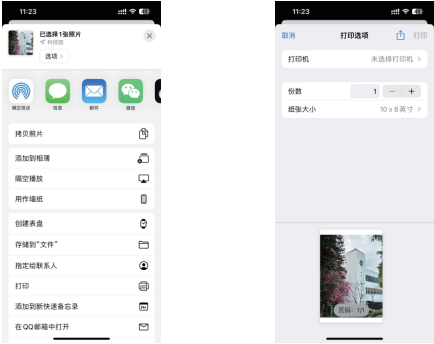 11:23
已选择1张照片
选项 >
隔空投送
信息
邮件
微信
拷贝照片
添加到相簿
隔空播放
用作墙纸
创建表盘
存储到“文件”
指定给联系人
打印
添加到新快速备忘录
在QQ邮箱中打开
11:23
取消 打印选项 打印
打印机 未选择打印机 >
份数 1 − +
纸张大小 10 x 8英寸 >
页码:1/1